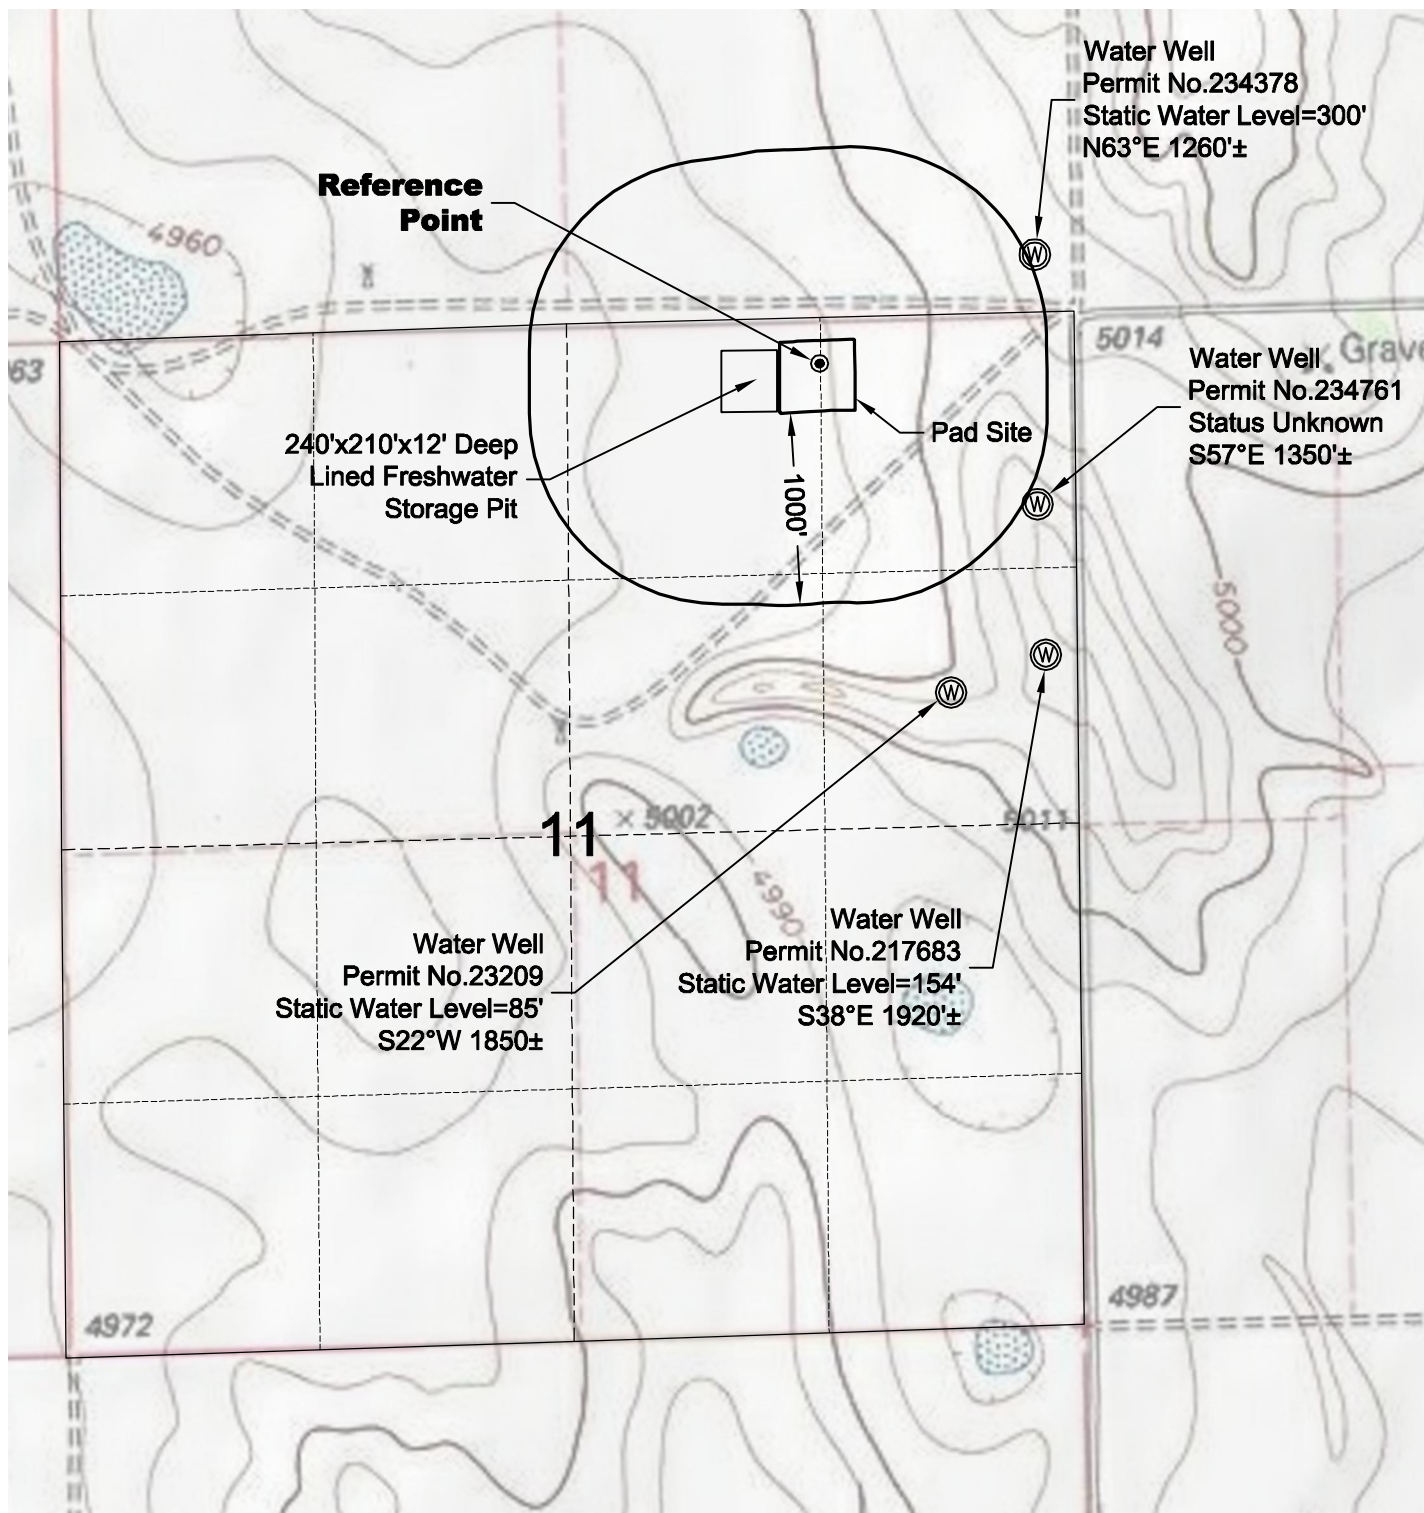 Water Well
Permit No.234378
Static Water Level=300'
N63°E 1260'±
Reference
Point
4960
W
5014
63
Water Well
Permit No.234761
Status Unknown
S57°E 1350'±
240'x210'x12' Deep
Lined Freshwater
Storage Pit
Pad Site
1000'
W
5000
W
W
11
5002
5011
11
4990
Water Well
Permit No.23209
Static Water Level=85'
S22°W 1850±
Water Well
Permit No.217683
Static Water Level=154'
S38°E 1920'±
4972
4987